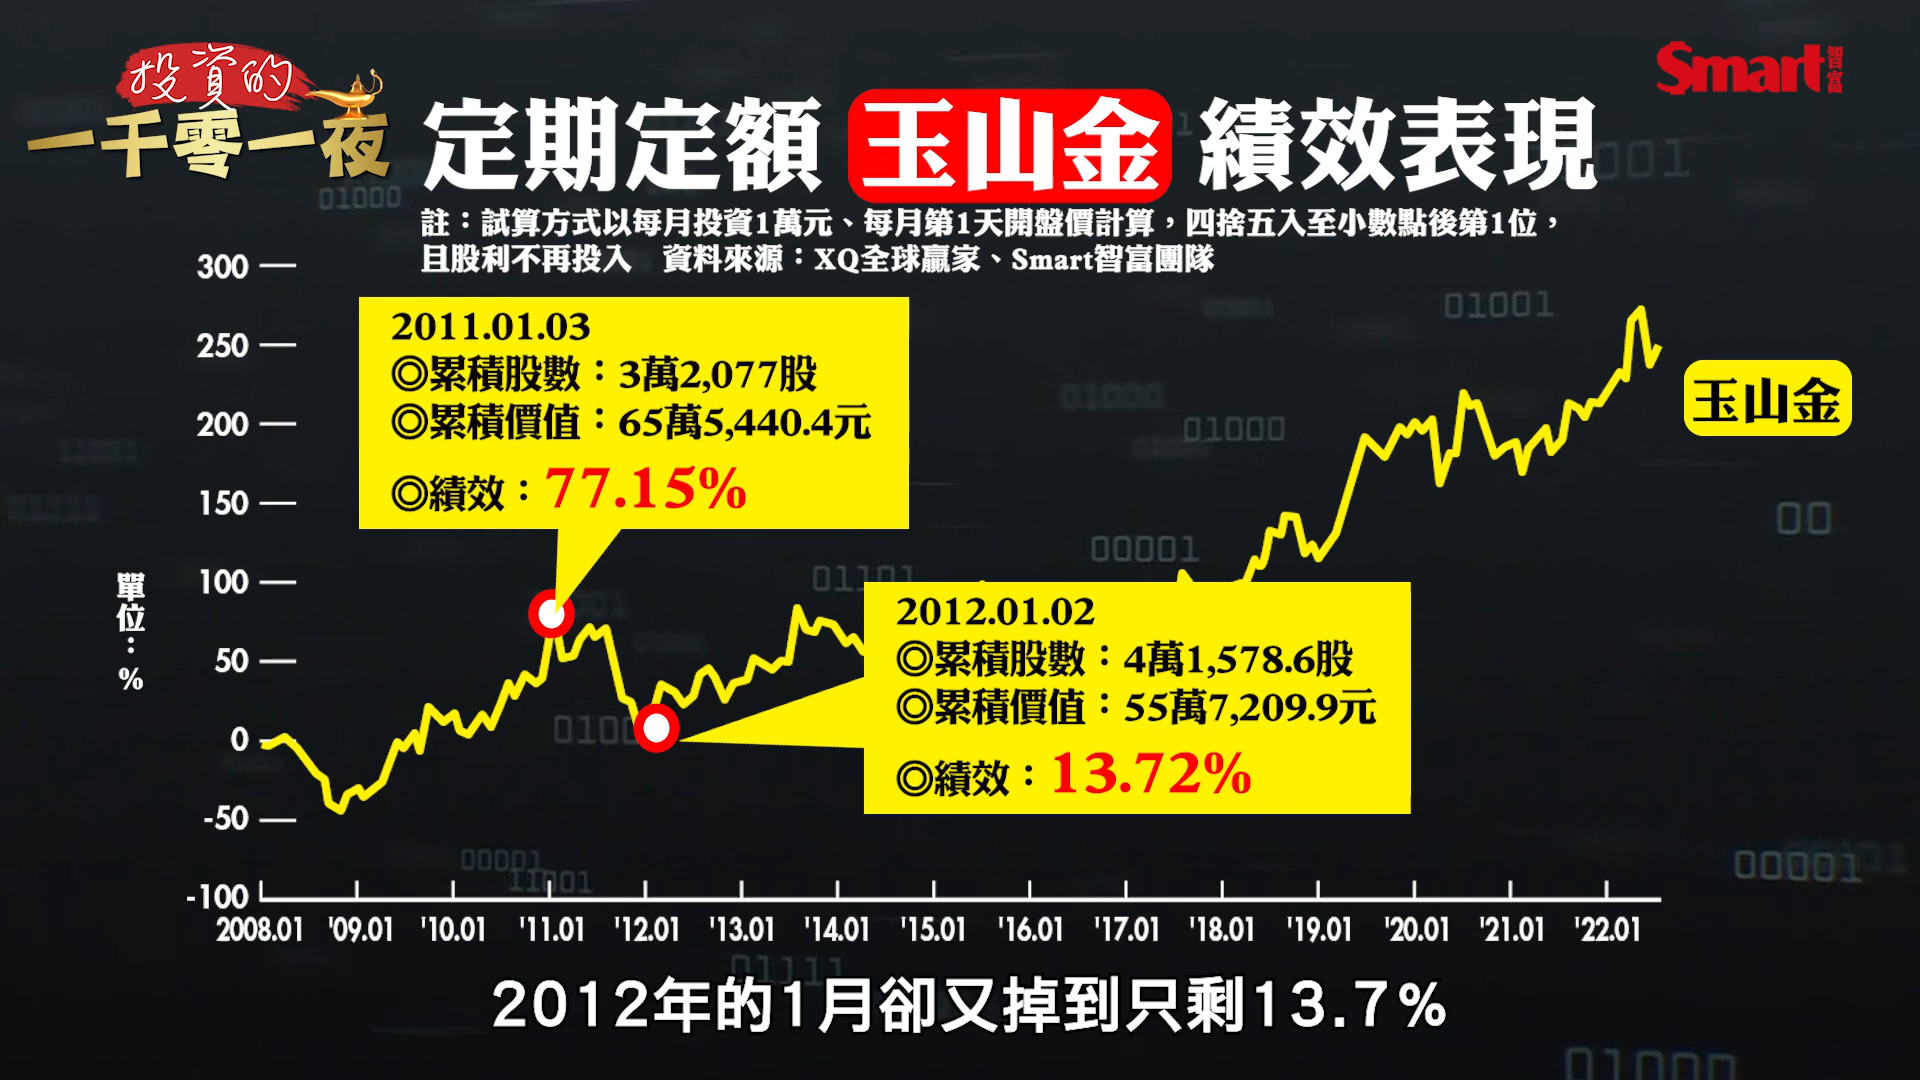 投資的
一千零一夜
Smart智富
定期定額 玉山金 績效表現
註：試算方式以每月投資1萬元、每月第1天開盤價計算，四捨五入至小數點後第1位，
且股利不再投入 資料來源：XQ全球贏家、Smart智富團隊
300
250
200
150
100
50
0
-50
-100
單位：%
2011.01.03
◎累積股數：3萬2,077股
◎累積價值：65萬5,440.4元
◎績效：77.15%
2012.01.02
◎累積股數：4萬1,578.6股
◎累積價值：55萬7,209.9元
◎績效：13.72%
玉山金
2008.01 '09.01 '10.01 '11.01 '12.01 '13.01 '14.01 '15.01 '16.01 '17.01 '18.01 '19.01 '20.01 '21.01 '22.01
2012年的1月卻又掉到只剩13.7%